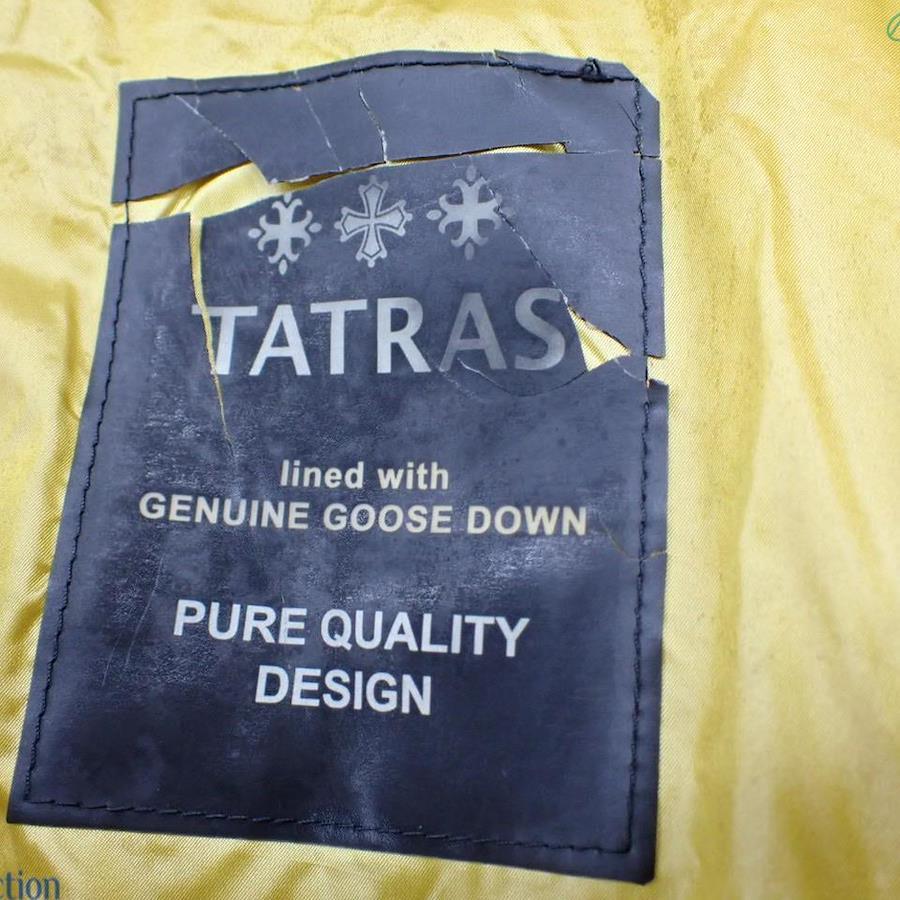 TATRAS
lined with
GENUINE GOOSE DOWN
PURE QUALITY
DESIGN